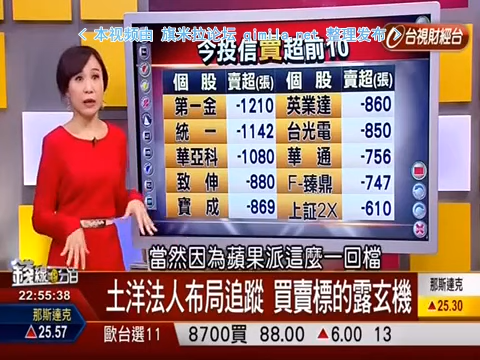 < 本视频由 旗米拉论坛 gimila.net 整理发布 >
台視財經台
今投信賣超前10
個股 賣超(張) 個股 賣超(張)
第一金 -1210 英業達 -860
統一 -1142 台光電 -850
華亞科 -1080 華通 -756
致伸 -880 F-臻鼎 -747
寶成 -869 上証2X -610
當然因為蘋果派這麼一回檔
錢線百分百
22:55:38
土洋法人布局追蹤 買賣標的露玄機
那斯達克
▲25.30
那斯達克
▲25.57
歐台選11 8700買 88.00 ▲6.00 13